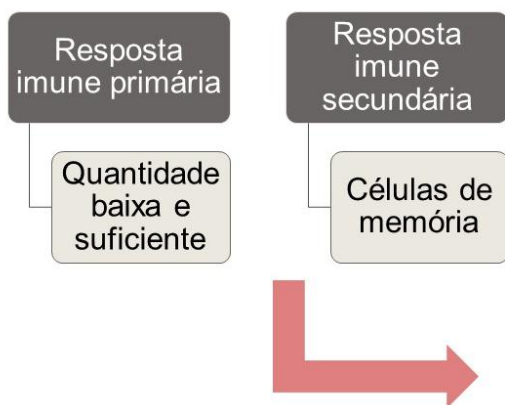 Resposta
imune primária
Quantidade
baixa e
suficiente
Resposta
imune
secundária
Células de
memória